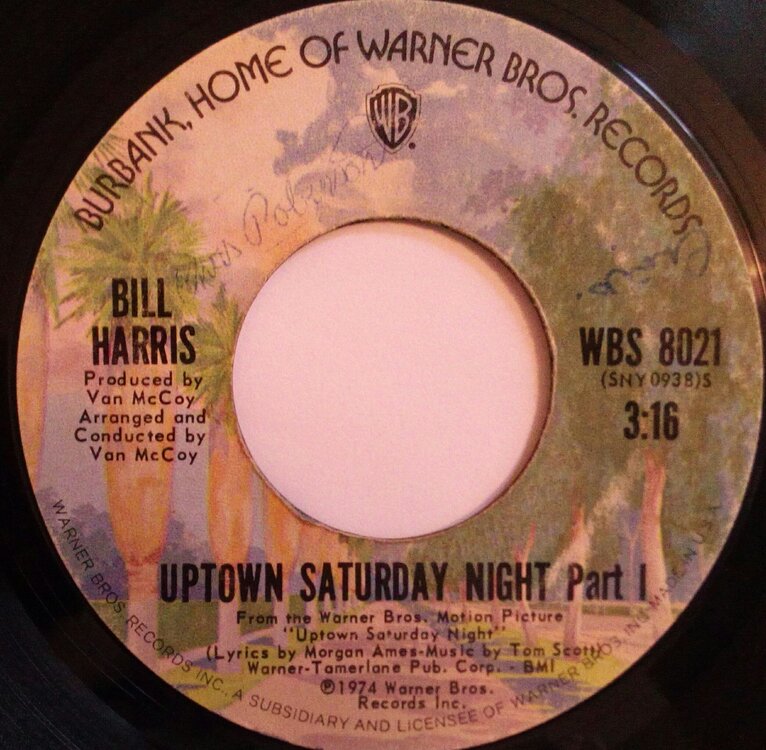 BURBANK, HOME OF WARNER BROS. RECORDS
WB
BILL
HARRIS
Produced by
Van McCoy
Arranged and
Conducted by
Van McCoy
WBS 8021
(SNY0938)S
3:16
UPTOWN SATURDAY NIGHT Part I
From the Warner Bros. Motion Picture
"Uptown Saturday Night"
(Lyrics by Morgan Ames-Music by Tom Scott)
Warner-Tamerlane Pub. Corp. - BMI
℗1974 Warner Bros.
Records Inc.
WARNER BROS. RECORDS INC., A SUBSIDIARY AND LICENSEE OF WARNER BROS. INC. MADE IN U.S.A.